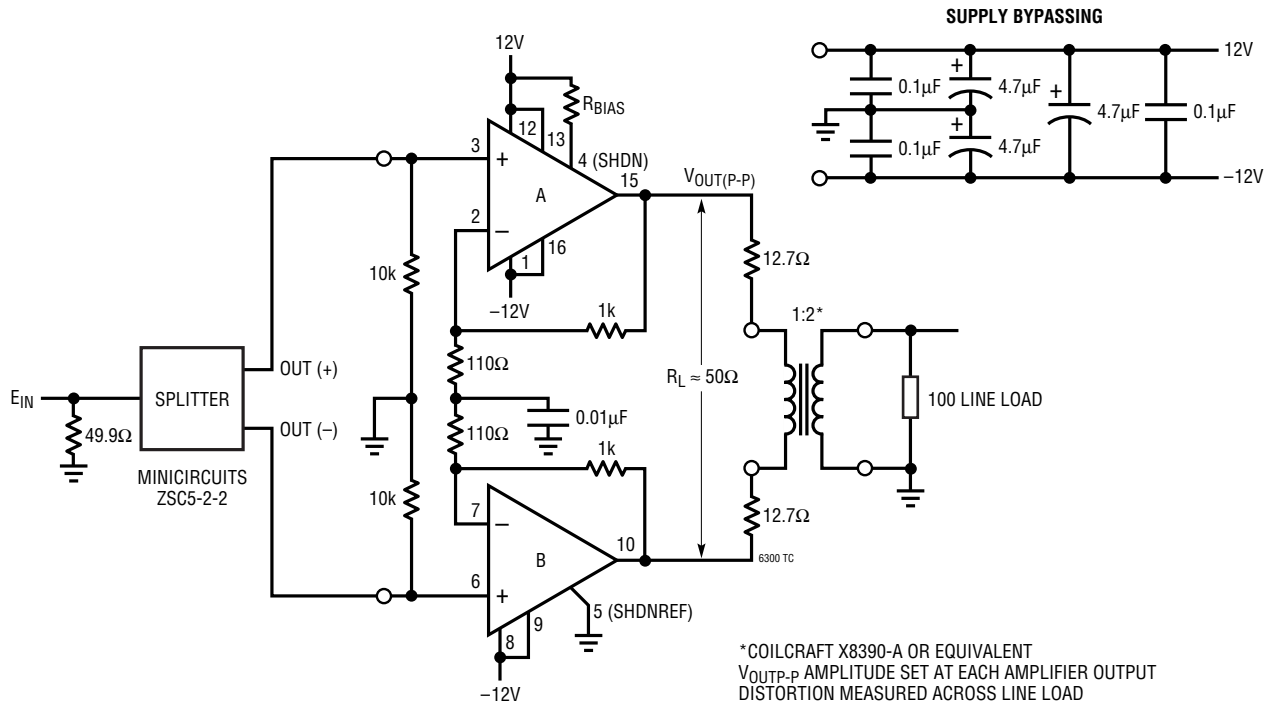 SUPPLY BYPASSING
12V
0.1µF
4.7µF
4.7µF
0.1µF
0.1µF
4.7µF
–12V
12V
RBIAS
12
13
3
+
4 (SHDN)
15
VOUT(P-P)
A
2
–
16
1
–12V
10k
12.7Ω
1k
1:2*
110Ω
RL ≈ 50Ω
EIN
OUT (+)
SPLITTER
100 LINE LOAD
49.9Ω
OUT (–)
0.01µF
110Ω
MINICIRCUITS
ZSC5-2-2
1k
10k
7
–
12.7Ω
10
B
6300 TC
6
+
5 (SHDNREF)
9
8
–12V
*COILCRAFT X8390-A OR EQUIVALENT
VOUTP-P AMPLITUDE SET AT EACH AMPLIFIER OUTPUT
DISTORTION MEASURED ACROSS LINE LOAD